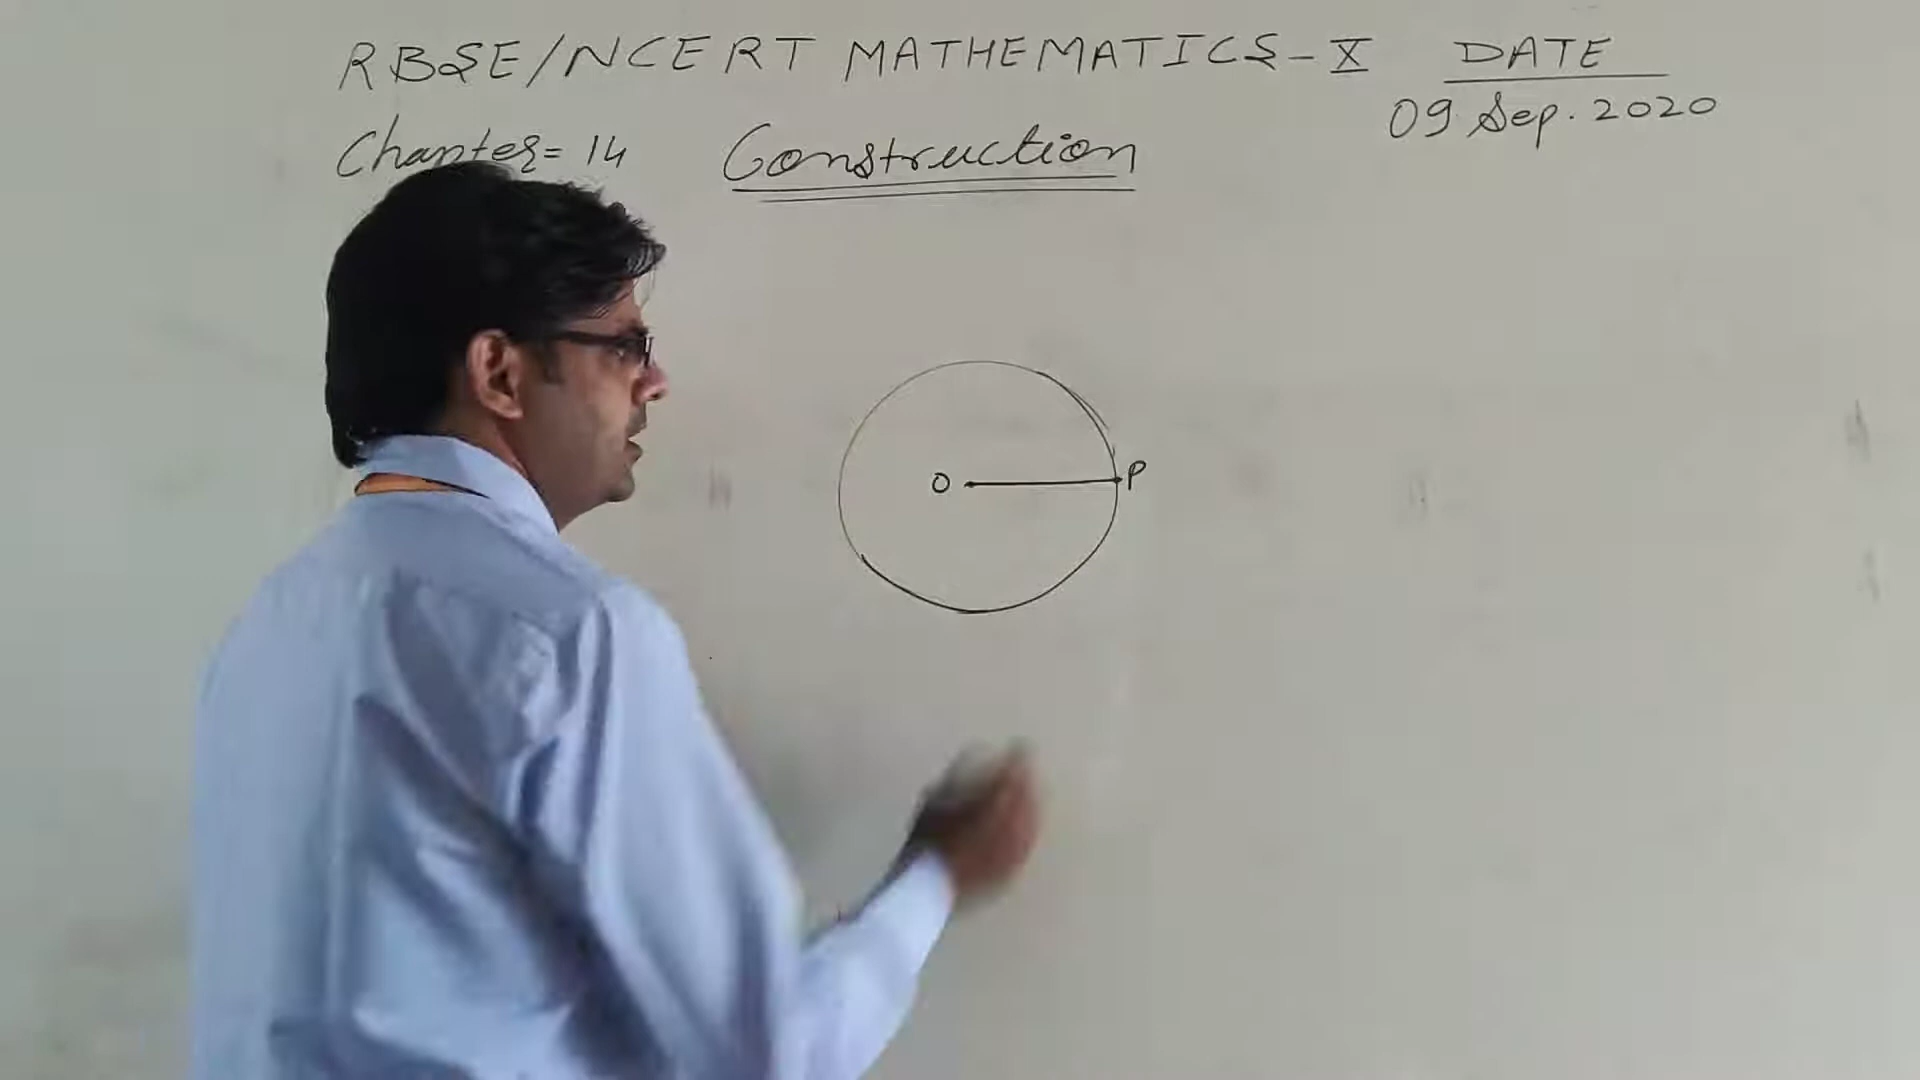 RBSE/NCERT MATHEMATICS-X DATE
09 Sep. 2020
Chapter= 14 Construction
O P